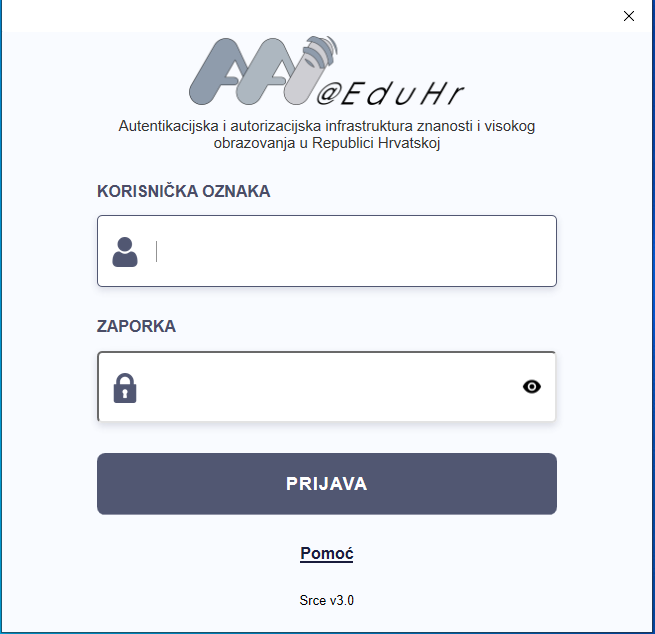 AAI@EduHr
Autentikacijska i autorizacijska infrastruktura znanosti i visokog
obrazovanja u Republici Hrvatskoj
KORISNIČKA OZNAKA
ZAPORKA
PRIJAVA
Pomoć
Srce v3.0